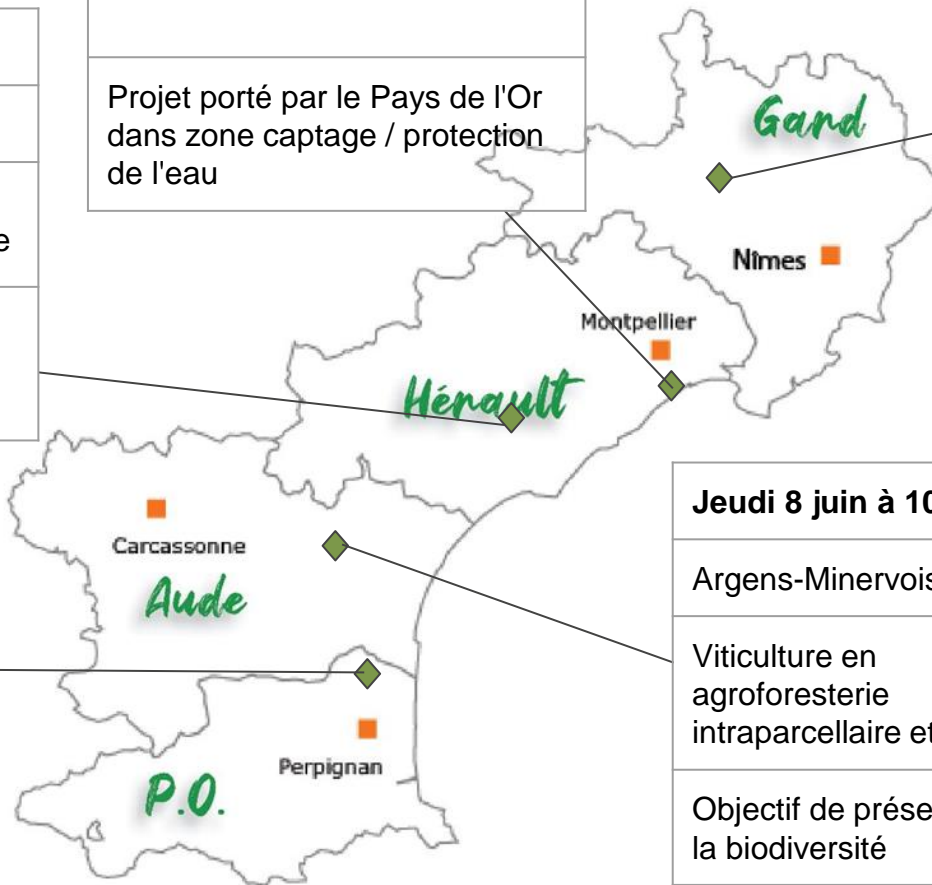 Projet porté par le Pays de l'Or
dans zone captage / protection
de l'eau
e
Gard
Nîmes
Montpellier
Hérault
Carcassonne
Aude
Perpignan
P.O.
Jeudi 8 juin à 10
Argens-Minervois
Viticulture en
agroforesterie
intraparcellaire et
Objectif de prése
la biodiversité